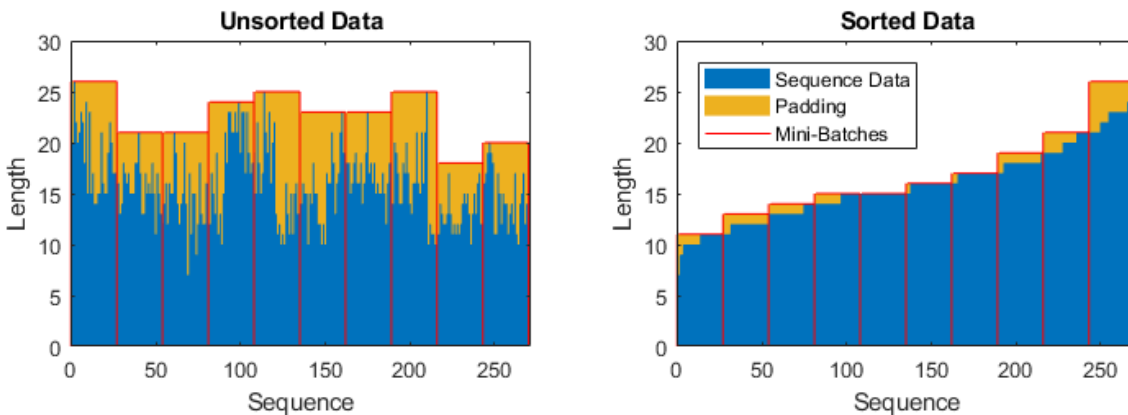 Unsorted Data
30
25
20
15
10
5
0
Length
0 50 100 150 200 250
Sequence
Sorted Data
30
25
20
15
10
5
0
Length
Sequence Data
Padding
Mini-Batches
0 50 100 150 200 250
Sequence